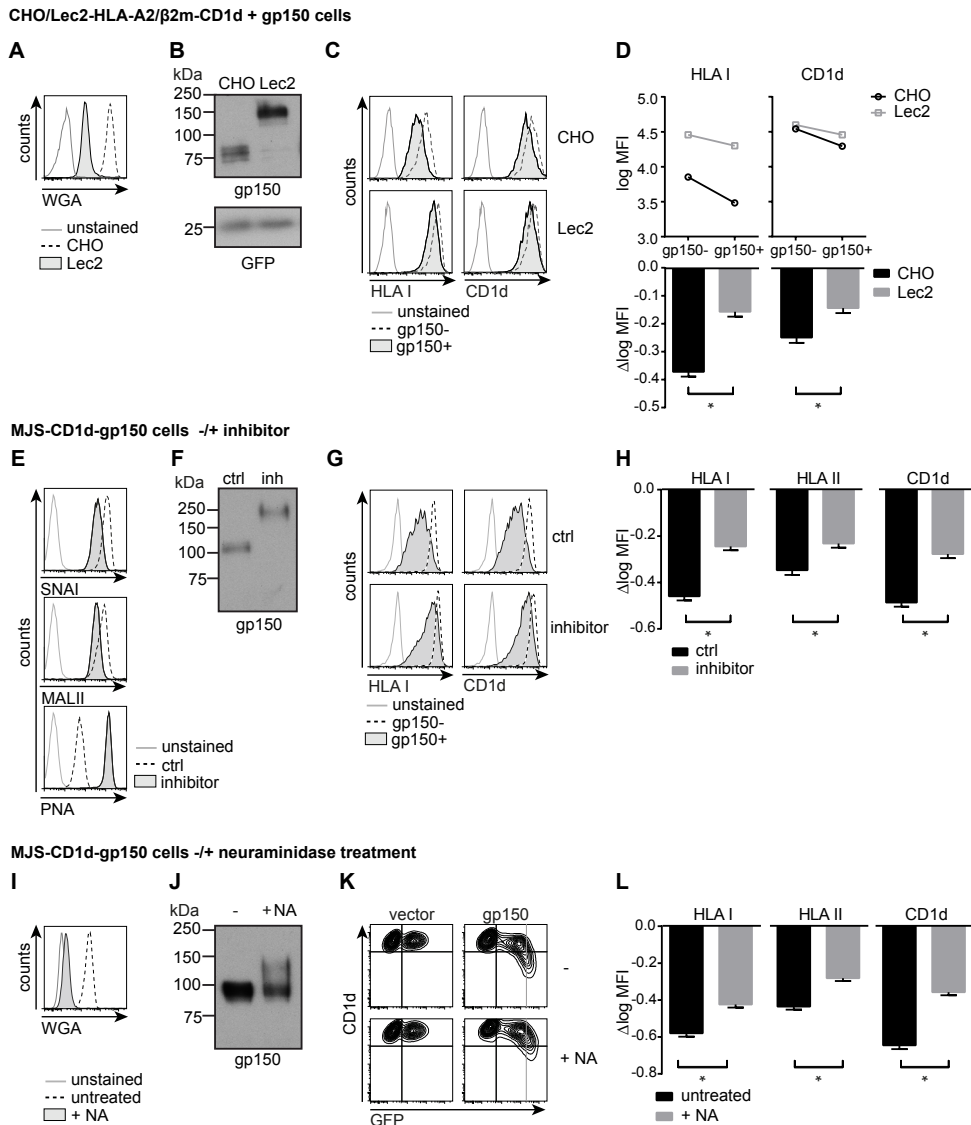 CHO/Lec2-HLA-A2/β2m-CD1d + gp150 cells
A
counts
WGA
unstained
CHO
Lec2
B
kDa
CHO Lec2
250
150
100
75
gp150
25
GFP
C
counts
CHO
Lec2
HLA I
CD1d
unstained
gp150-
gp150+
D
HLA I
CD1d
CHO
Lec2
log MFI
5.0
4.5
4.0
3.5
3.0
gp150- gp150+
gp150- gp150+
ΔlogMFI
0.0
-0.1
-0.2
-0.3
-0.4
-0.5
CHO
Lec2
*
*
MJS-CD1d-gp150 cells -/+ inhibitor
E
counts
SNAI
MALII
PNA
unstained
ctrl
inhibitor
F
kDa
ctrl inh
250
150
100
75
gp150
G
counts
ctrl
inhibitor
HLA I
CD1d
unstained
gp150-
gp150+
H
HLA I
HLA II
CD1d
ΔlogMFI
0.0
-0.2
-0.4
-0.6
*
*
*
ctrl
inhibitor
MJS-CD1d-gp150 cells -/+ neuraminidase treatment
I
counts
WGA
unstained
untreated
+ NA
J
kDa
- + NA
250
150
100
75
gp150
K
vector
gp150
CD1d
-
+ NA
GFP
L
HLA I
HLA II
CD1d
ΔlogMFI
0.0
-0.2
-0.4
-0.6
-0.8
*
*
*
untreated
+ NA